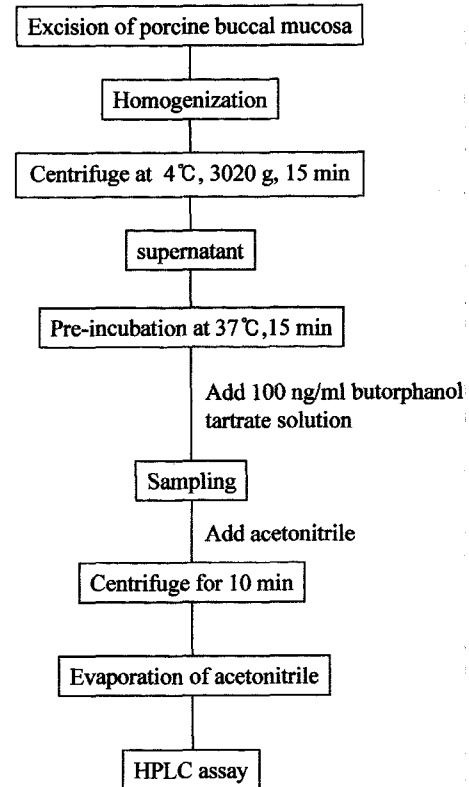 Excision of porcine buccal mucosa
Homogenization
Centrifuge at 4℃, 3020 g, 15 min
supernatant
Pre-incubation at 37℃,15 min
Add 100 ng/ml butorphanol
tartrate solution
Sampling
Add acetonitrile
Centrifuge for 10 min
Evaporation of acetonitrile
HPLC assay